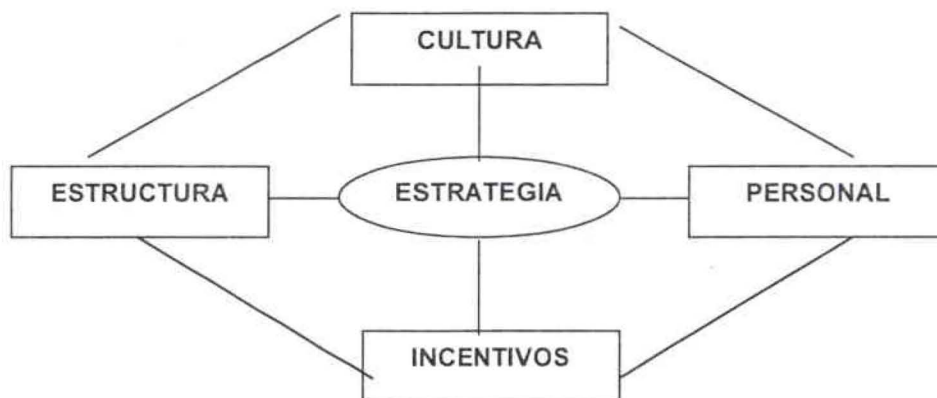 CULTURA
ESTRUCTURA
ESTRATEGIA
PERSONAL
INCENTIVOS